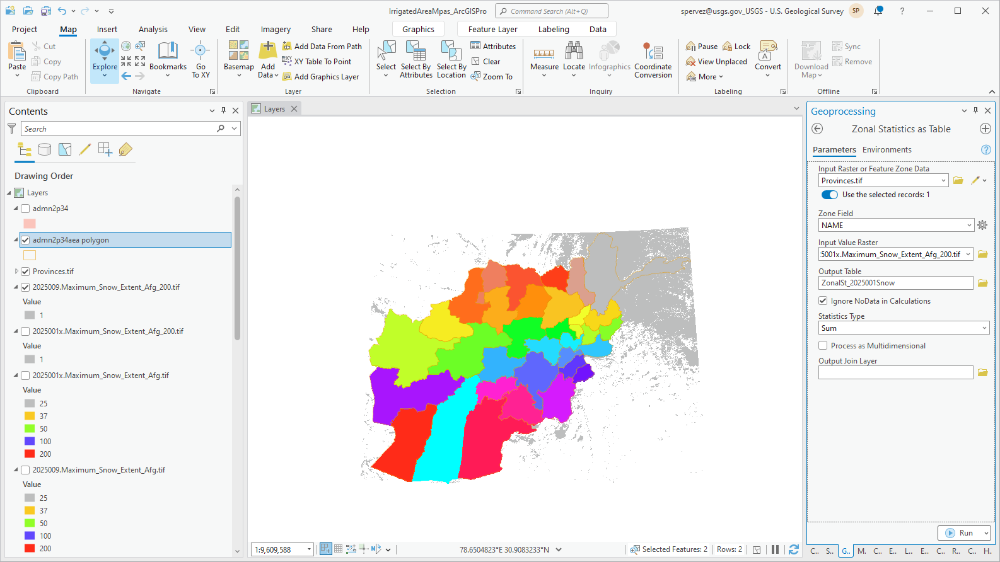 IrrigatedAreaMpas_ArcGISPro
Command Search (Alt+Q)
spervez@usgs.gov_USGS - U.S. Geological Survey
SP
?
Project
Map
Insert
Analysis
View
Edit
Imagery
Share
Help
Graphics
Feature Layer
Labeling
Data
Paste
Cut
Copy
Copy Path
Clipboard
Explore
Bookmarks
Go To XY
Navigate
Basemap
Add Data
Add Data From Path
XY Table To Point
Add Graphics Layer
Layer
Select
Select By Attributes
Select By Location
Attributes
Clear
Zoom To
Selection
Measure
Locate
Infographics
Coordinate Conversion
Inquiry
Pause
Lock
View Unplaced
More
Convert
Labeling
Download Map
Sync
Remove
Offline
Contents
Search
Drawing Order
Layers
admn2p34
admn2p34aea polygon
Provinces.tif
2025009.Maximum_Snow_Extent_Afg_200.tif
Value
1
2025001x.Maximum_Snow_Extent_Afg_200.tif
Value
1
2025001x.Maximum_Snow_Extent_Afg.tif
Value
25
37
50
100
200
2025009.Maximum_Snow_Extent_Afg.tif
Value
25
37
50
100
200
Layers
1:9,609,588
78.6504823°E 30.9083233°N
Selected Features: 2
Rows: 2
Geoprocessing
Zonal Statistics as Table
Parameters
Environments
?
Input Raster or Feature Zone Data
Provinces.tif
Use the selected records: 1
Zone Field
NAME
Input Value Raster
5001x.Maximum_Snow_Extent_Afg_200.tif
Output Table
ZonalSt_2025001Snow
Ignore NoData in Calculations
Statistics Type
Sum
Process as Multidimensional
Output Join Layer
Run
C..
S..
G..
M.
C..
E..
L..
E..
C..
R..
C..
H.